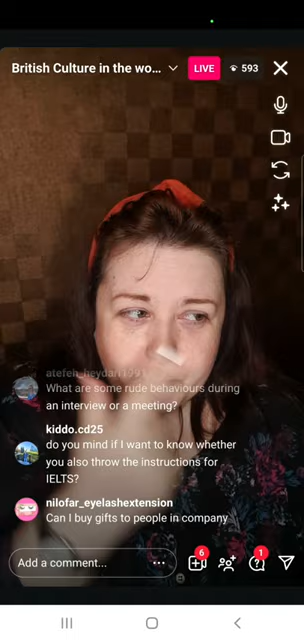 British Culture in the wo...
LIVE
593
atefeh_heydari1991
What are some rude behaviours during
an interview or a meeting?
kiddo.cd25
do you mind if I want to know whether
you also throw the instructions for
IELTS?
nilofar_eyelashextension
Can I buy gifts to people in company
Add a comment...
6
1